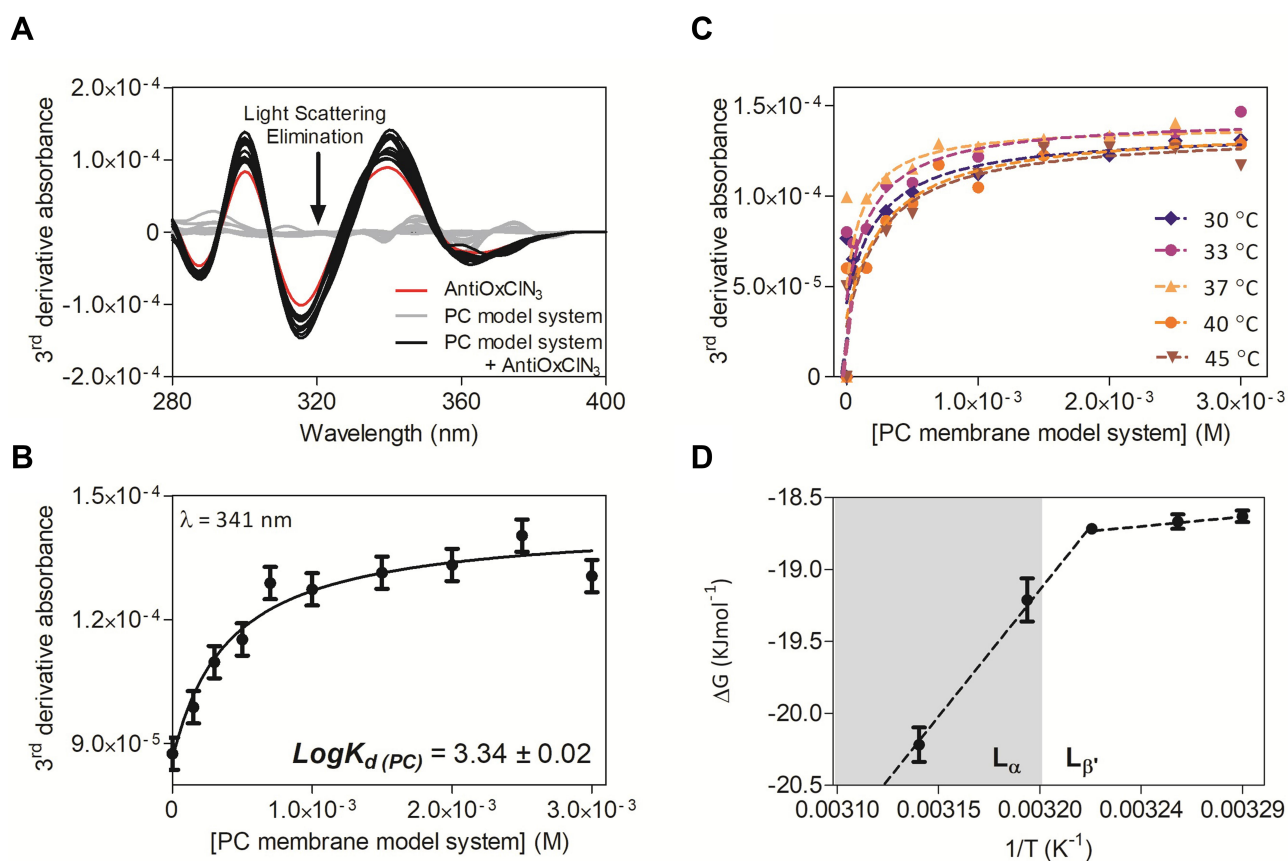 A
3rd derivative absorbance
2.0×10-4
1.0×10-4
0
-1.0×10-4
-2.0×10-4
Light Scattering
Elimination
AntiOxCIN3
PC model system
PC model system
+ AntiOxCIN3
280
320
360
400
Wavelength (nm)
B
3rd derivative absorbance
1.5×10-4
1.2×10-4
9.0×10-5
λ = 341 nm
LogKd (PC) = 3.34 ± 0.02
0
1.0×10-3
2.0×10-3
3.0×10-3
[PC membrane model system] (M)
C
3rd derivative absorbance
1.5×10-4
1.0×10-4
5.0×10-5
0
30 °C
33 °C
37 °C
40 °C
45 °C
0
1.0×10-3
2.0×10-3
3.0×10-3
[PC membrane model system] (M)
D
ΔG (KJmol-1)
-18.5
-19.0
-19.5
-20.0
-20.5
Lα
Lβ'
0.00310
0.00315
0.00320
0.00324
0.00329
1/T (K-1)